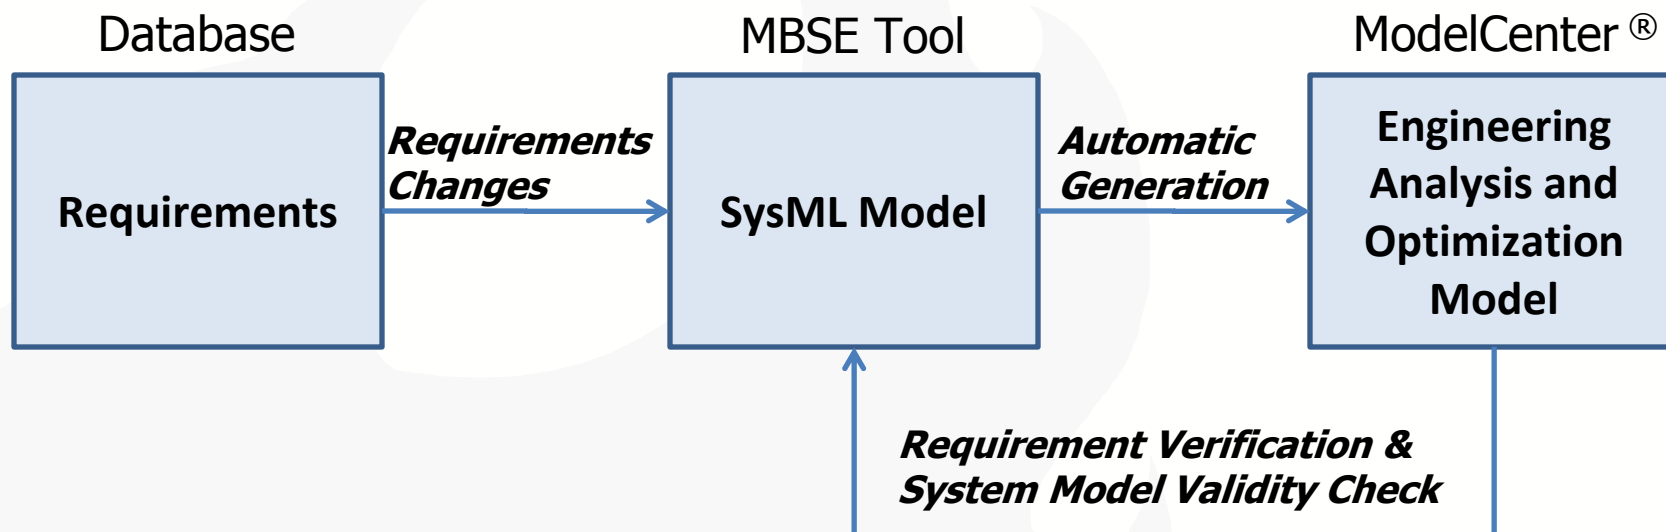 Database
MBSE Tool
ModelCenter ®
Requirements
Requirements
Changes
SysML Model
Automatic
Generation
Engineering
Analysis and
Optimization
Model
Requirement Verification &
System Model Validity Check